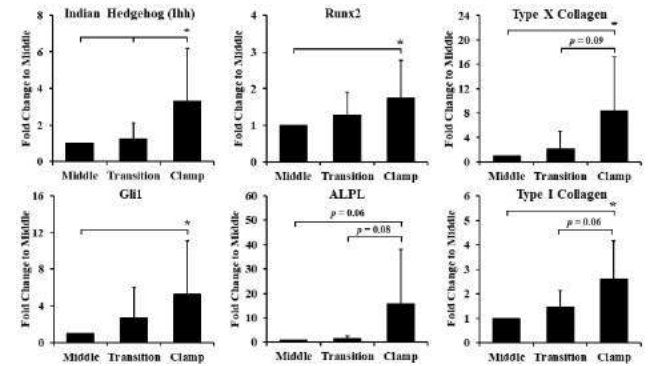 Indian Hedgehog (Ihh)
Fold Change to Middle
8
6
4
2
0
*
Middle Transition Clamp
Runx2
Fold Change to Middle
4
3
2
1
0
*
Middle Transition Clamp
Type X Collagen
Fold Change to Middle
24
20
16
12
8
4
0
*
p = 0.09
Middle Transition Clamp
Gli1
Fold Change to Middle
16
12
8
4
0
*
Middle Transition Clamp
ALPL
Fold Change to Middle
60
50
40
30
20
10
0
p = 0.06
p = 0.08
Middle Transition Clamp
Type I Collagen
Fold Change to Middle
6
5
4
3
2
1
0
*
p = 0.06
Middle Transition Clamp